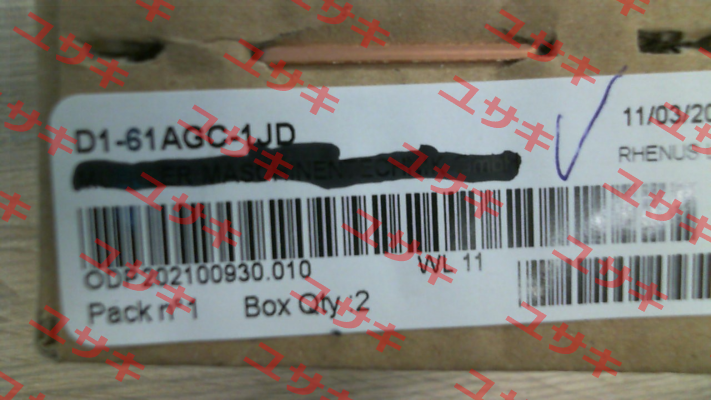 D1-61AGC-1JD
11/03/20
RHENUS
ODP202100930.010
WL 11
Pack n°1 Box Qty :2
ユサキ